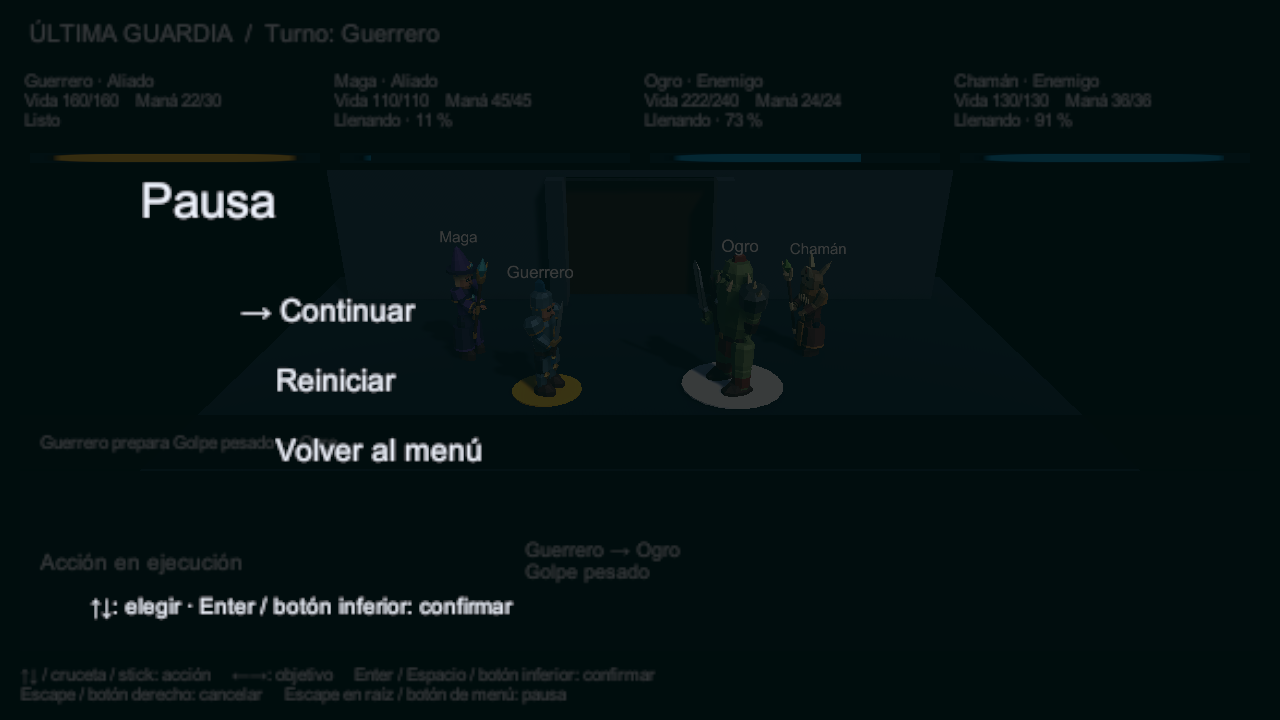 ÚLTIMA GUARDIA / Turno: Guerrero
Guerrero · Aliado
Vida 160/160 Maná 22/30
Listo
Maga · Aliado
Vida 110/110 Maná 45/45
Llenando · 11 %
Ogro · Enemigo
Vida 222/240 Maná 24/24
Llenando · 73 %
Chamán · Enemigo
Vida 130/130 Maná 36/36
Llenando · 91 %
Pausa
Maga
Guerrero
Ogro
Chamán
→ Continuar
Reiniciar
Guerrero prepara Golpe pesado
Volver al menú
Acción en ejecución
Guerrero → Ogro
Golpe pesado
↑↓: elegir · Enter / botón inferior: confirmar
↑↓ / cruceta / stick: acción ←→: objetivo Enter / Espacio / botón inferior: confirmar
Escape / botón derecho: cancelar Escape en raíz / botón de menú: pausa